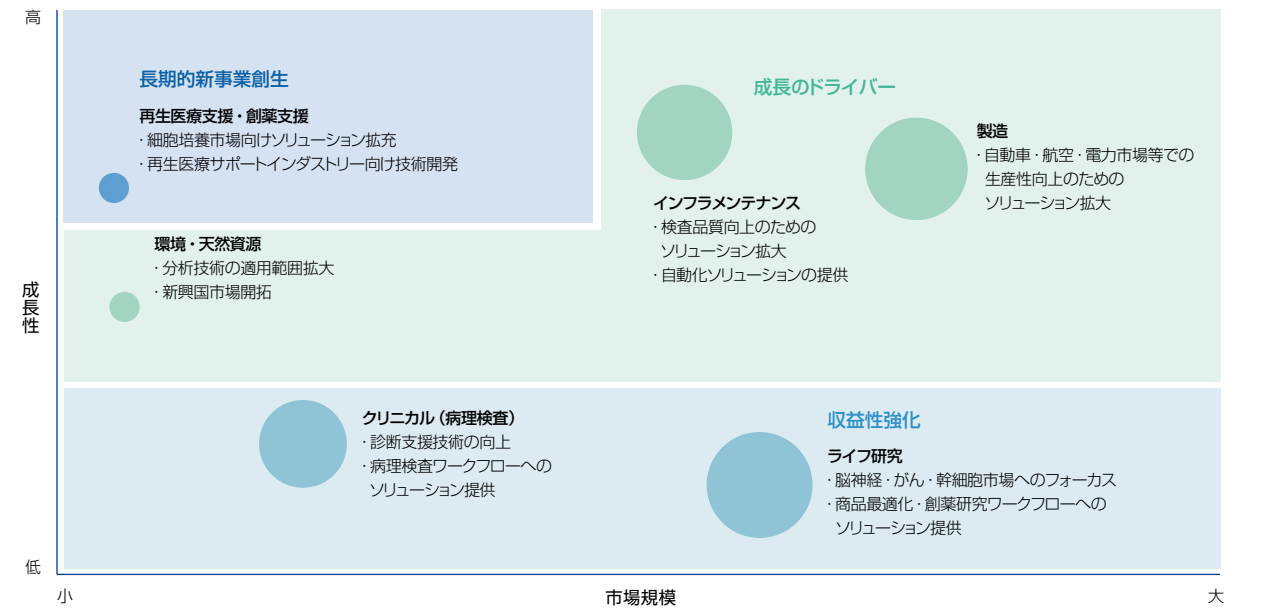 高
長期的新事業創生
再生医療支援・創薬支援
・細胞培養市場向けソリューション拡充
・再生医療サポートインダストリー向け技術開発
成長のドライバー
製造
・自動車・航空・電力市場等での
生産性向上のための
ソリューション拡大
インフラメンテナンス
・検査品質向上のための
ソリューション拡大
・自動化ソリューションの提供
環境・天然資源
・分析技術の適用範囲拡大
・新興国市場開拓
成長性
クリニカル（病理検査）
・診断支援技術の向上
・病理検査ワークフローへの
ソリューション提供
収益性強化
ライフ研究
・脳神経・がん・幹細胞市場へのフォーカス
・商品最適化・創薬研究ワークフローへの
ソリューション提供
低
小
市場規模
大